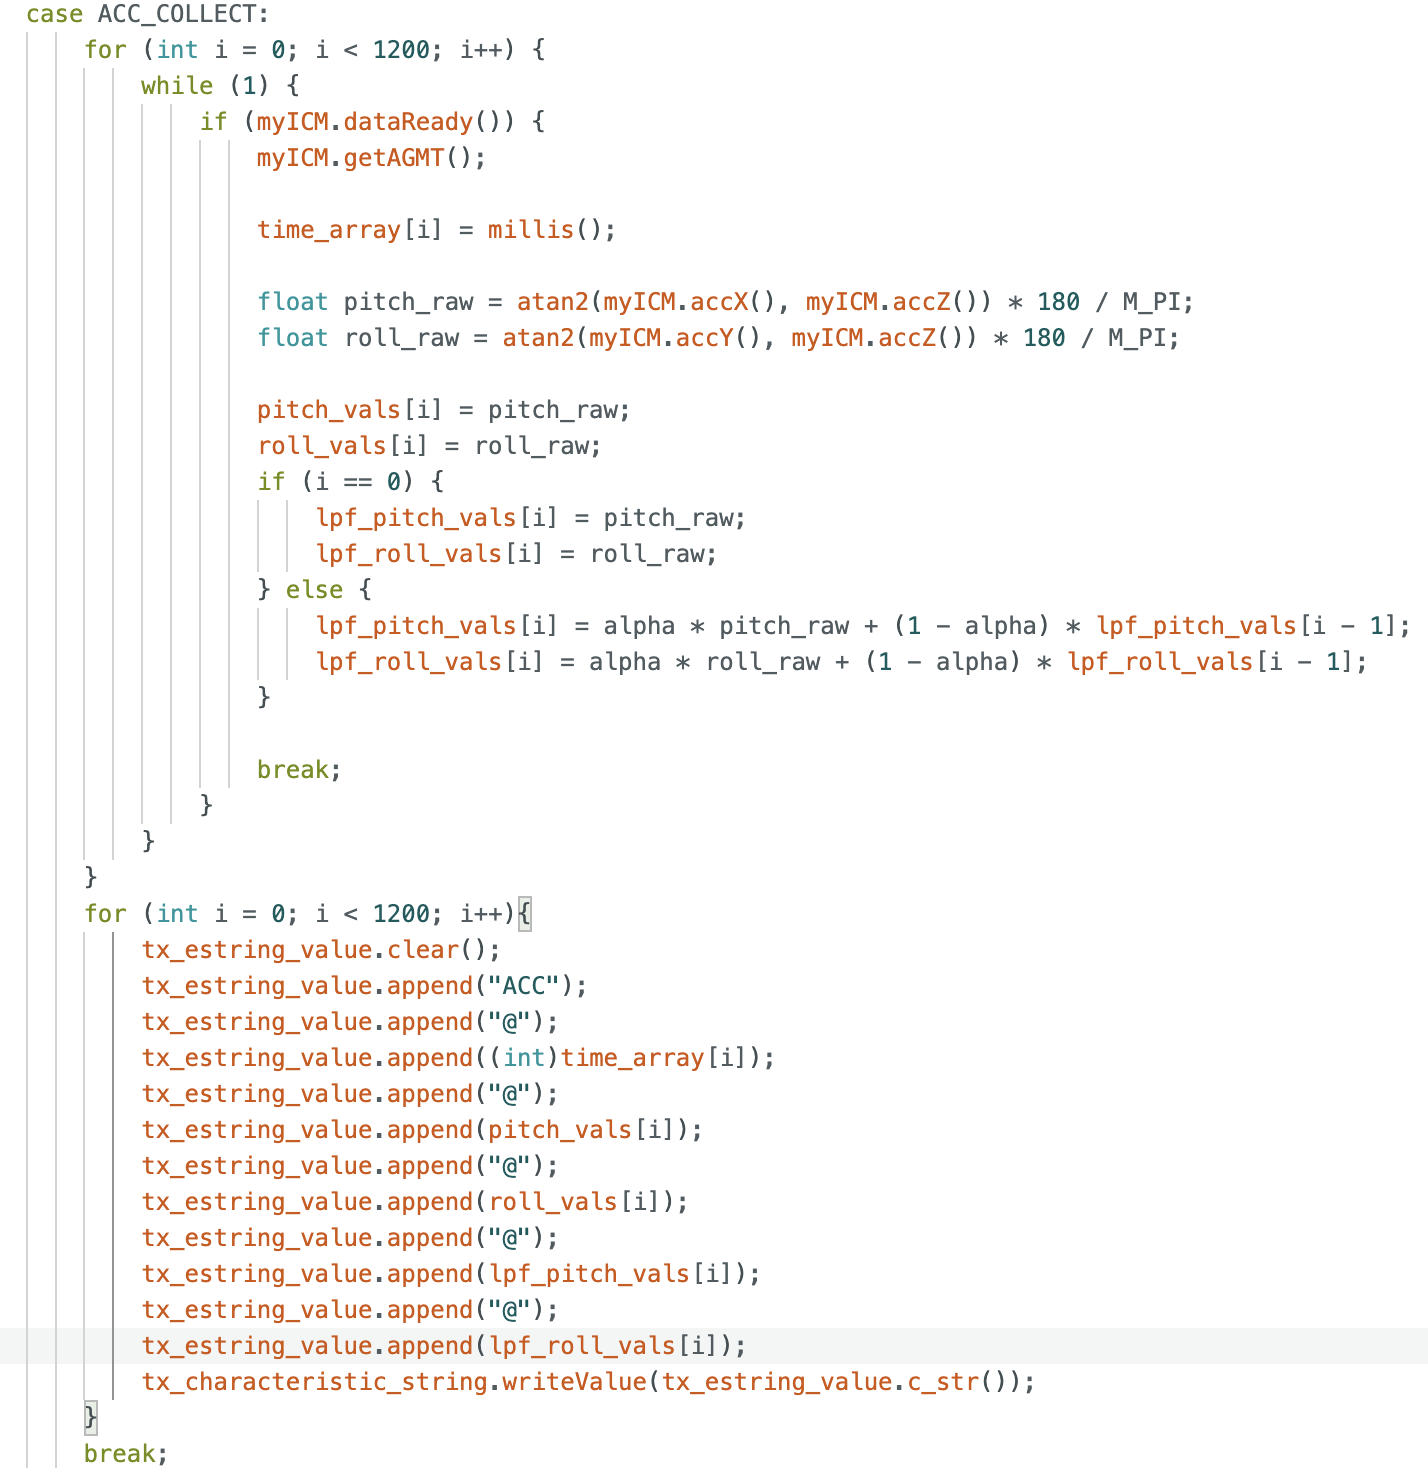 case ACC_COLLECT:
for (int i = 0; i < 1200; i++) {
while (1) {
if (myICM.dataReady()) {
myICM.getAGMT();
time_array[i] = millis();
float pitch_raw = atan2(myICM.accX(), myICM.accZ()) * 180 / M_PI;
float roll_raw = atan2(myICM.accY(), myICM.accZ()) * 180 / M_PI;
pitch_vals[i] = pitch_raw;
roll_vals[i] = roll_raw;
if (i == 0) {
lpf_pitch_vals[i] = pitch_raw;
lpf_roll_vals[i] = roll_raw;
} else {
lpf_pitch_vals[i] = alpha * pitch_raw + (1 - alpha) * lpf_pitch_vals[i - 1];
lpf_roll_vals[i] = alpha * roll_raw + (1 - alpha) * lpf_roll_vals[i - 1];
}
break;
}
}
}
for (int i = 0; i < 1200; i++){
tx_estring_value.clear();
tx_estring_value.append("ACC");
tx_estring_value.append("@");
tx_estring_value.append((int)time_array[i]);
tx_estring_value.append("@");
tx_estring_value.append(pitch_vals[i]);
tx_estring_value.append("@");
tx_estring_value.append(roll_vals[i]);
tx_estring_value.append("@");
tx_estring_value.append(lpf_pitch_vals[i]);
tx_estring_value.append("@");
tx_estring_value.append(lpf_roll_vals[i]);
tx_characteristic_string.writeValue(tx_estring_value.c_str());
}
break;